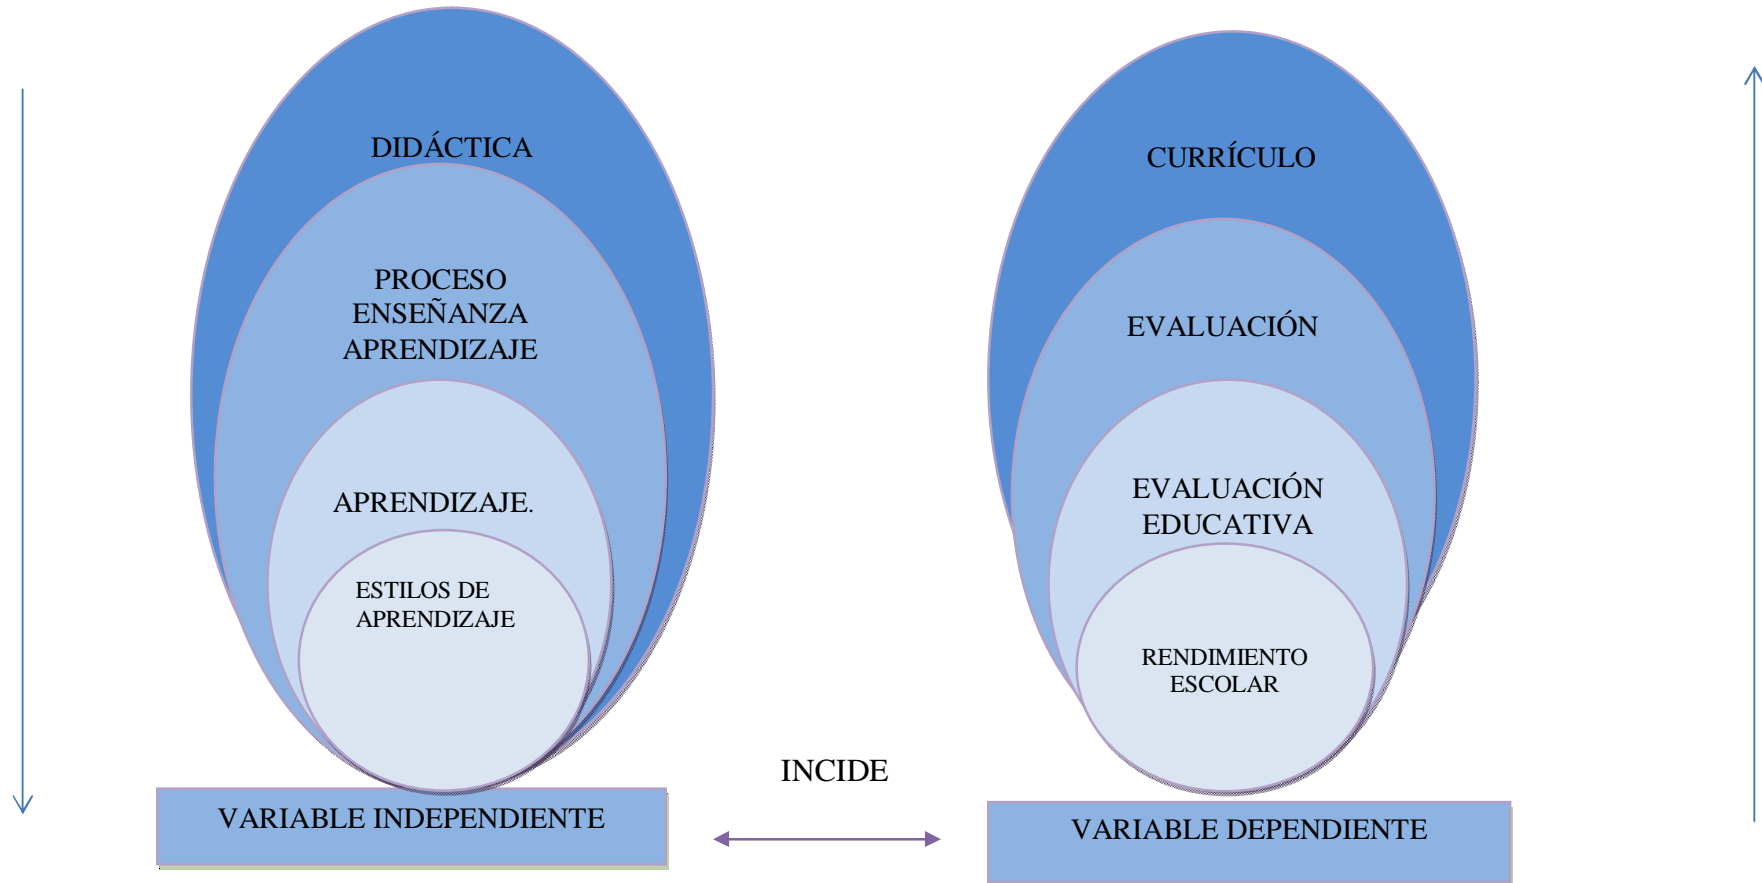 DIDÁCTICA
PROCESO
ENSEÑANZA
APRENDIZAJE
APRENDIZAJE.
ESTILOS DE
APRENDIZAJE
VARIABLE INDEPENDIENTE
INCIDE
CURRÍCULO
EVALUACIÓN
EVALUACIÓN
EDUCATIVA
RENDIMIENTO
ESCOLAR
VARIABLE DEPENDIENTE